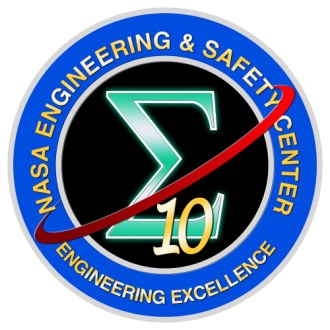 NASA ENGINEERING & SAFETY CENTER
Σ
10
ENGINEERING EXCELLENCE